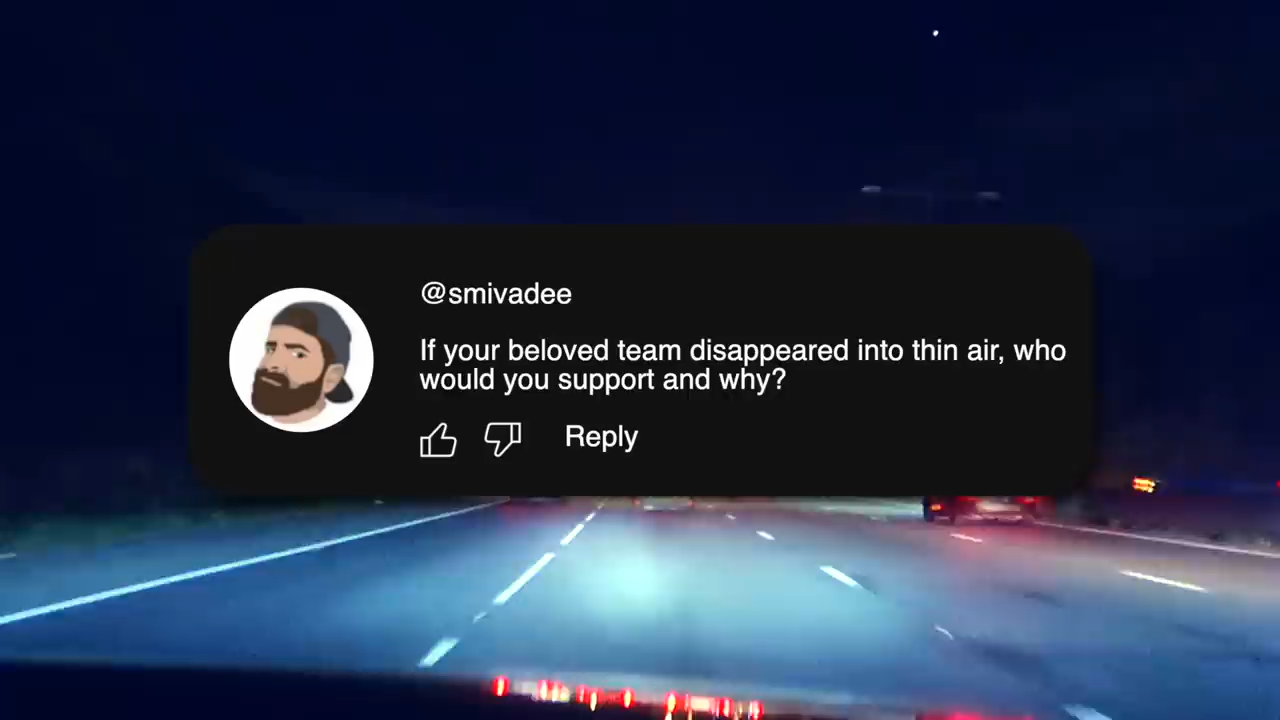 @smivadee
If your beloved team disappeared into thin air, who
would you support and why?
Reply